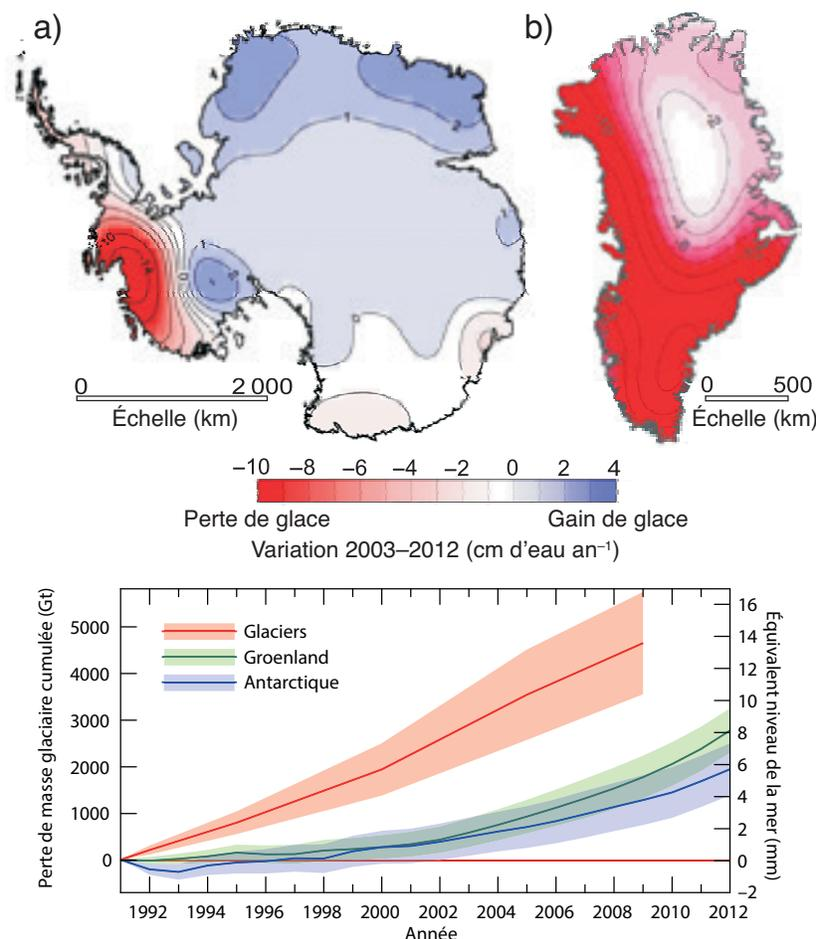 a)
b)
0 2 000
Échelle (km)
0 500
Échelle (km)
−10 −8 −6 −4 −2 0 2 4
Perte de glace Gain de glace
Variation 2003–2012 (cm d'eau an⁻¹)
Perte de masse glaciaire cumulée (Gt)
5000
4000
3000
2000
1000
0
Glaciers
Groenland
Antarctique
16
14
12
10
8
6
4
2
0
−2
Équivalent niveau de la mer (mm)
1992 1994 1996 1998 2000 2002 2004 2006 2008 2010 2012
Année